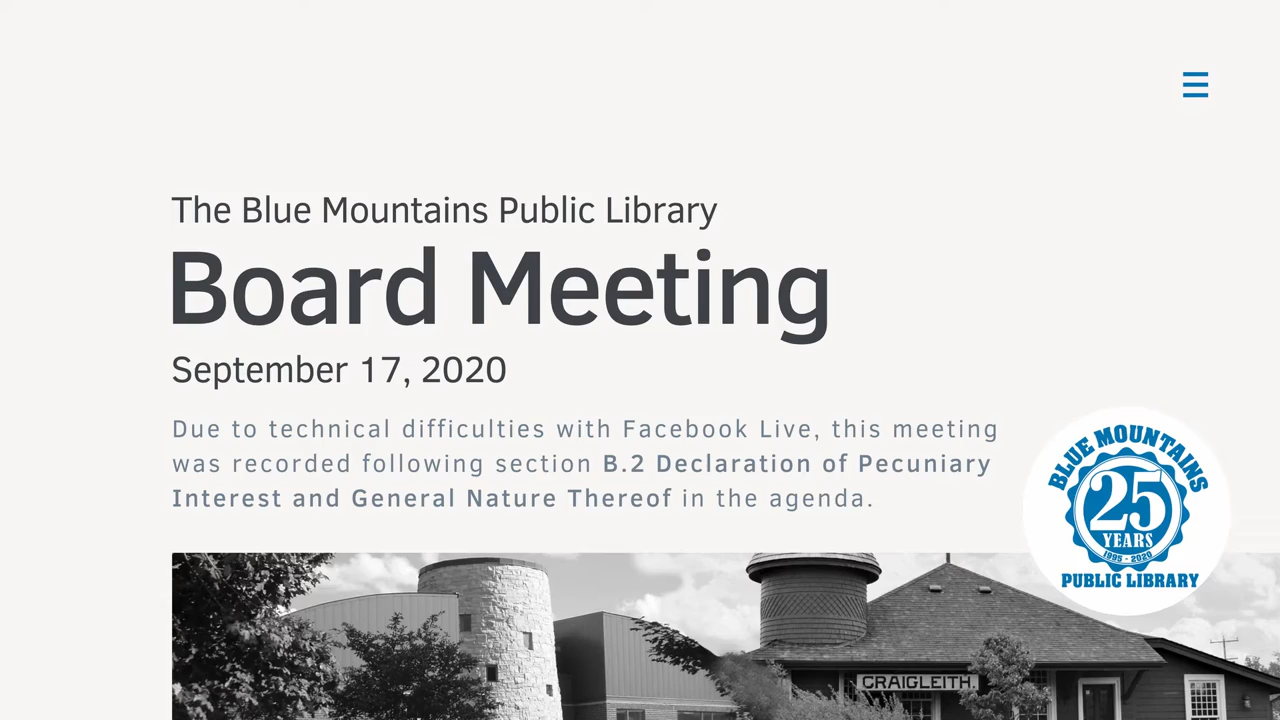 The Blue Mountains Public Library
Board Meeting
September 17, 2020
Due to technical difficulties with Facebook Live, this meeting
was recorded following section B.2 Declaration of Pecuniary
Interest and General Nature Thereof in the agenda.
BLUE MOUNTAINS
25
YEARS
1995 - 2020
PUBLIC LIBRARY
CRAIGLEITH.